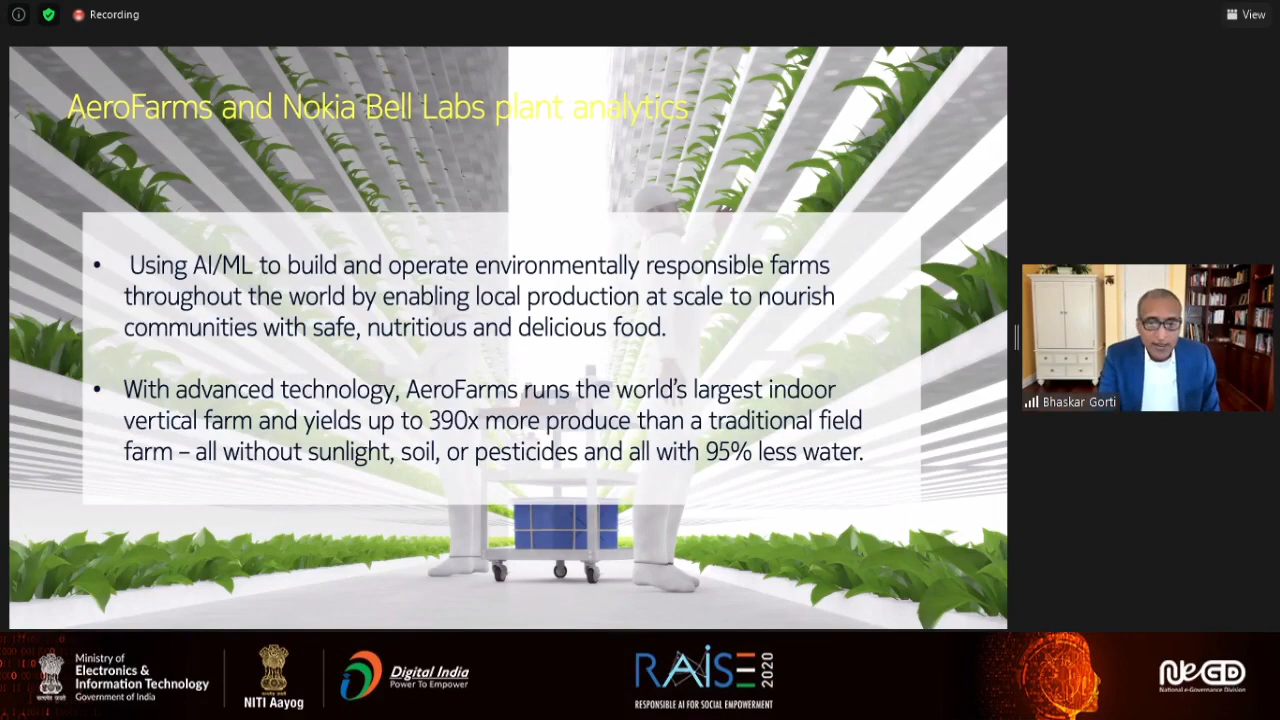 Recording
View
AeroFarms and Nokia Bell Labs plant analytics
• Using AI/ML to build and operate environmentally responsible farms
throughout the world by enabling local production at scale to nourish
communities with safe, nutritious and delicious food.
• With advanced technology, AeroFarms runs the world's largest indoor
vertical farm and yields up to 390x more produce than a traditional field
farm – all without sunlight, soil, or pesticides and all with 95% less water.
Bhaskar Gorti
Ministry of
Electronics &
Information Technology
Government of India
NITI Aayog
Digital India
Power To Empower
RAISE 2020
RESPONSIBLE AI FOR SOCIAL EMPOWERMENT
NeGD
National e-Governance Division